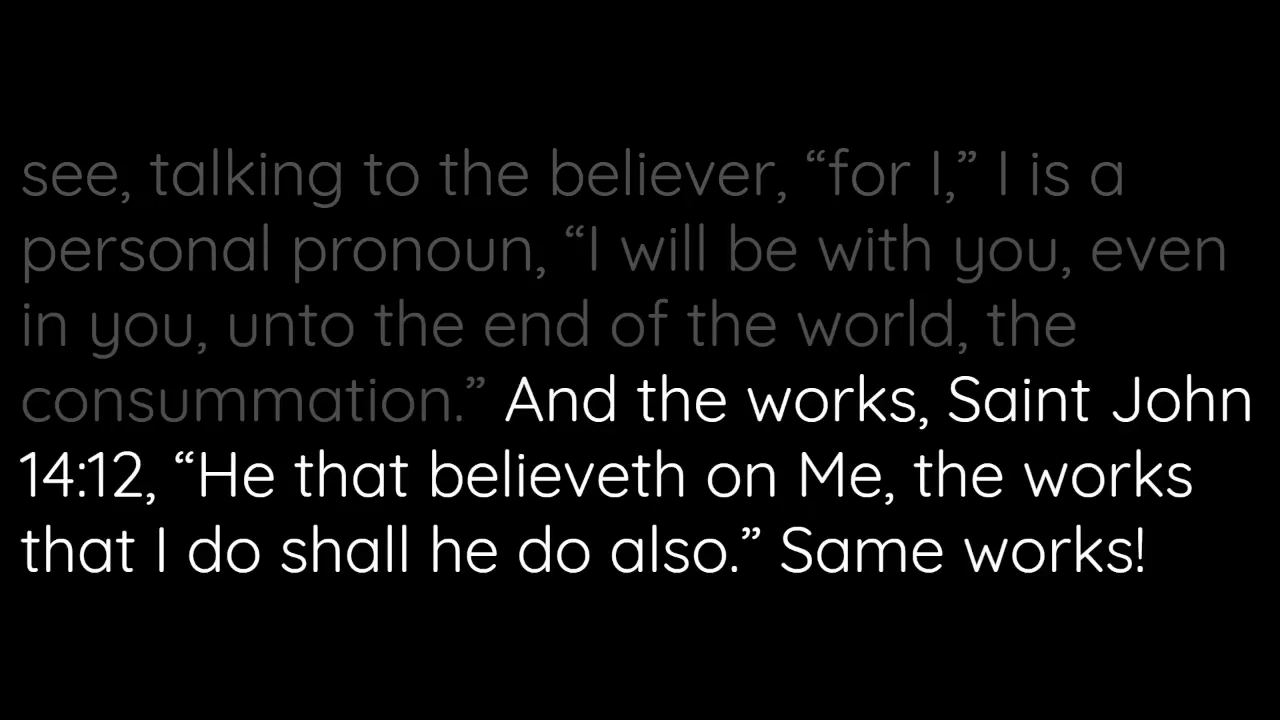 see, talking to the believer, “for I,” I is a
personal pronoun, “I will be with you, even
in you, unto the end of the world, the
consummation.” And the works, Saint John
14:12, “He that believeth on Me, the works
that I do shall he do also.” Same works!